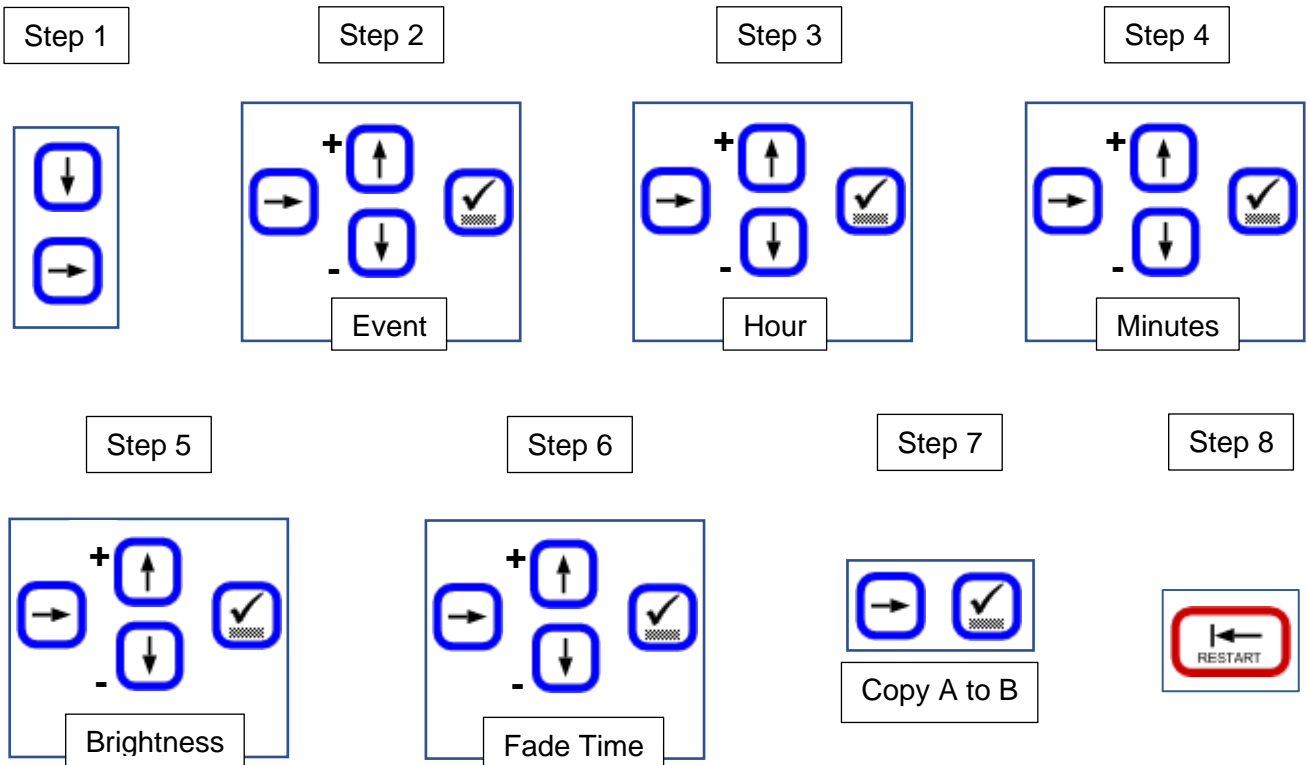 Step 1
Step 2
Step 3
Step 4
+
+
+
-
-
-
Event
Hour
Minutes
Step 5
Step 6
Step 7
Step 8
+
+
RESTART
-
-
Copy A to B
Brightness
Fade Time